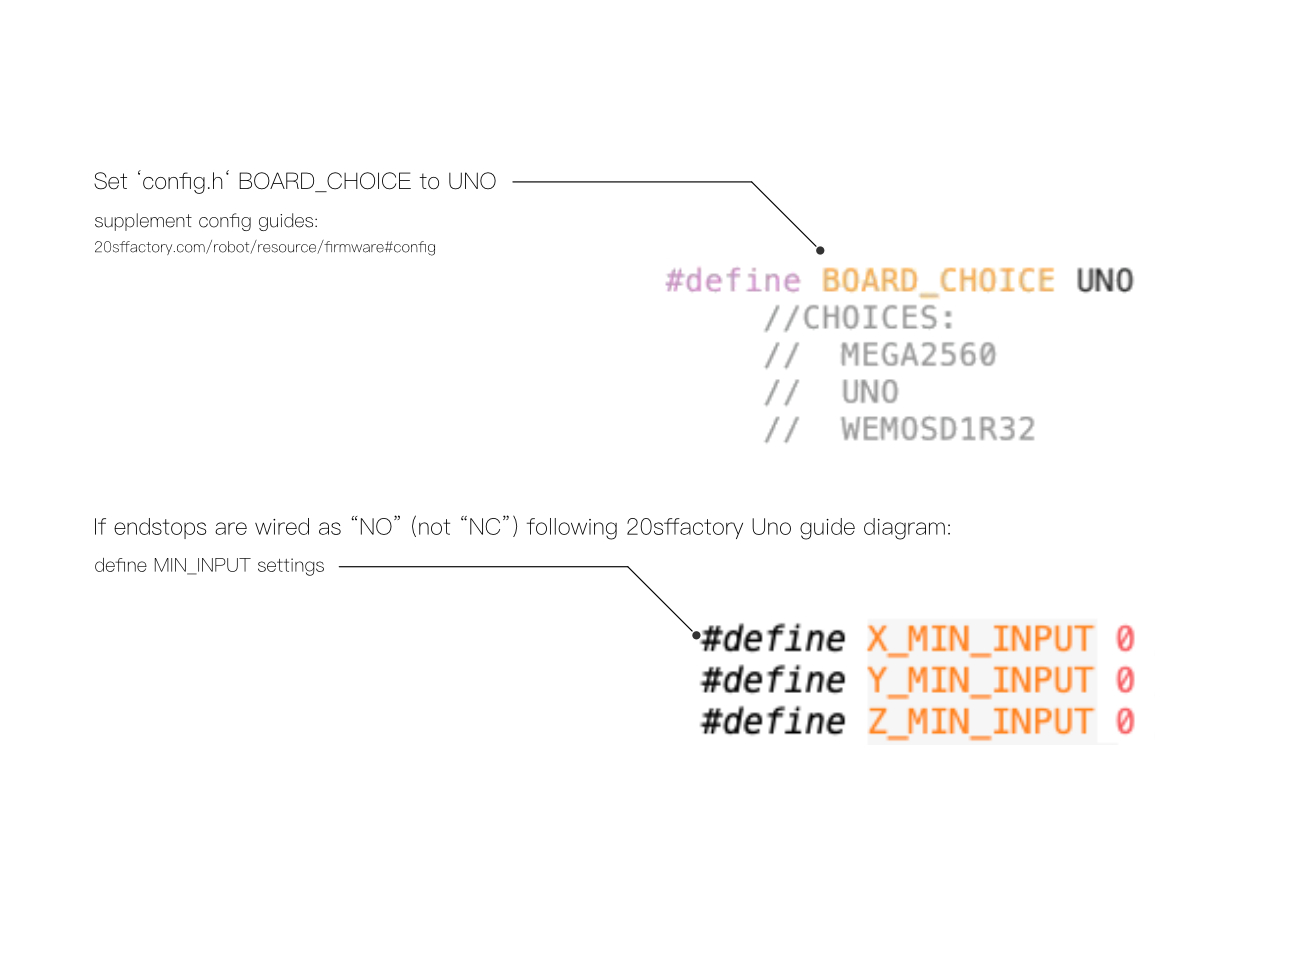 Set ‘config.h‘ BOARD_CHOICE to UNO
supplement config guides:
20sffactory.com/robot/resource/firmware#config
#define BOARD_CHOICE UNO
//CHOICES:
// MEGA2560
// UNO
// WEMOSD1R32
If endstops are wired as “NO” (not “NC”) following 20sffactory Uno guide diagram:
define MIN_INPUT settings
#define X_MIN_INPUT 0
#define Y_MIN_INPUT 0
#define Z_MIN_INPUT 0